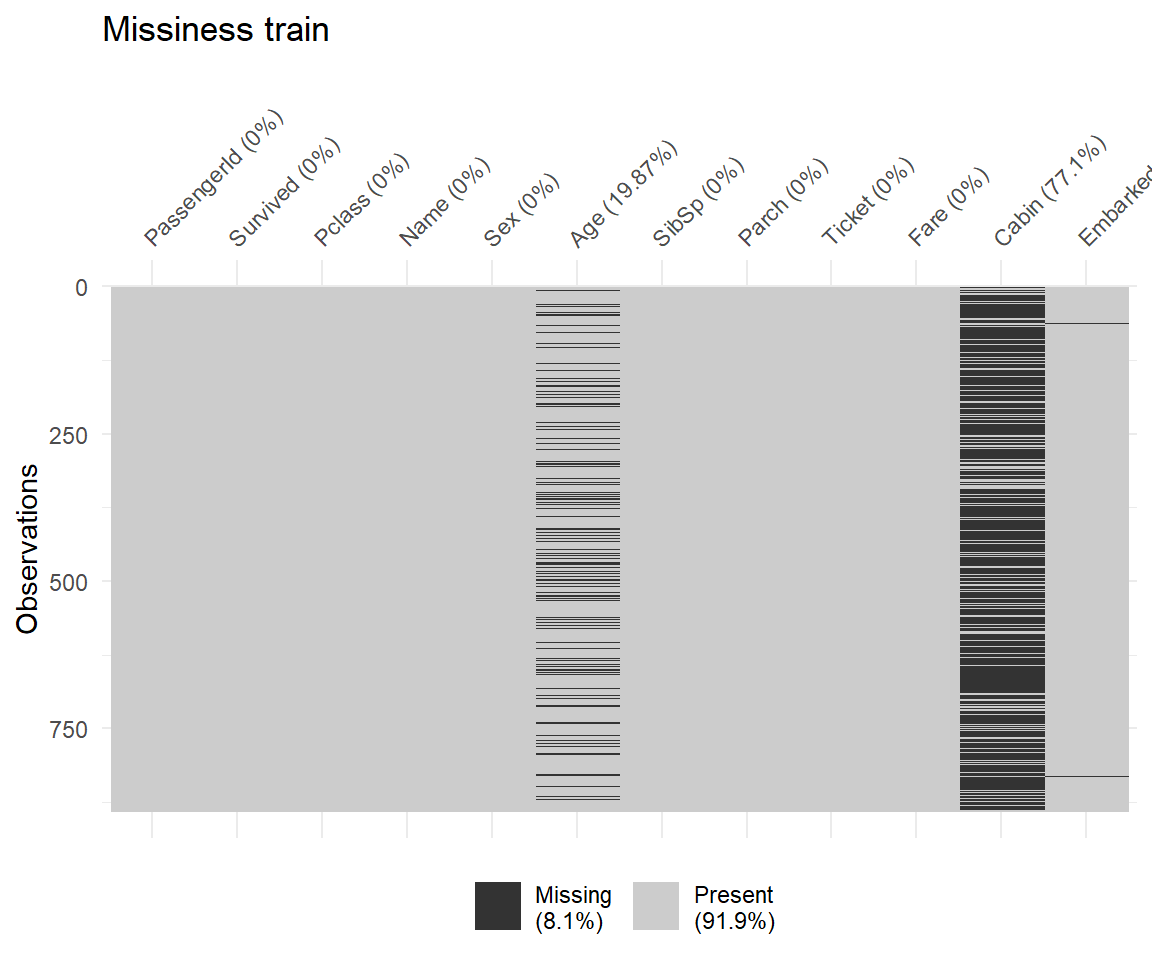 Missiness train
PassengerId (0%)
Survived (0%)
Pclass (0%)
Name (0%)
Sex (0%)
Age (19.87%)
SibSp (0%)
Parch (0%)
Ticket (0%)
Fare (0%)
Cabin (77.1%)
Embarked
0
250
500
750
Observations
Missing
(8.1%)
Present
(91.9%)